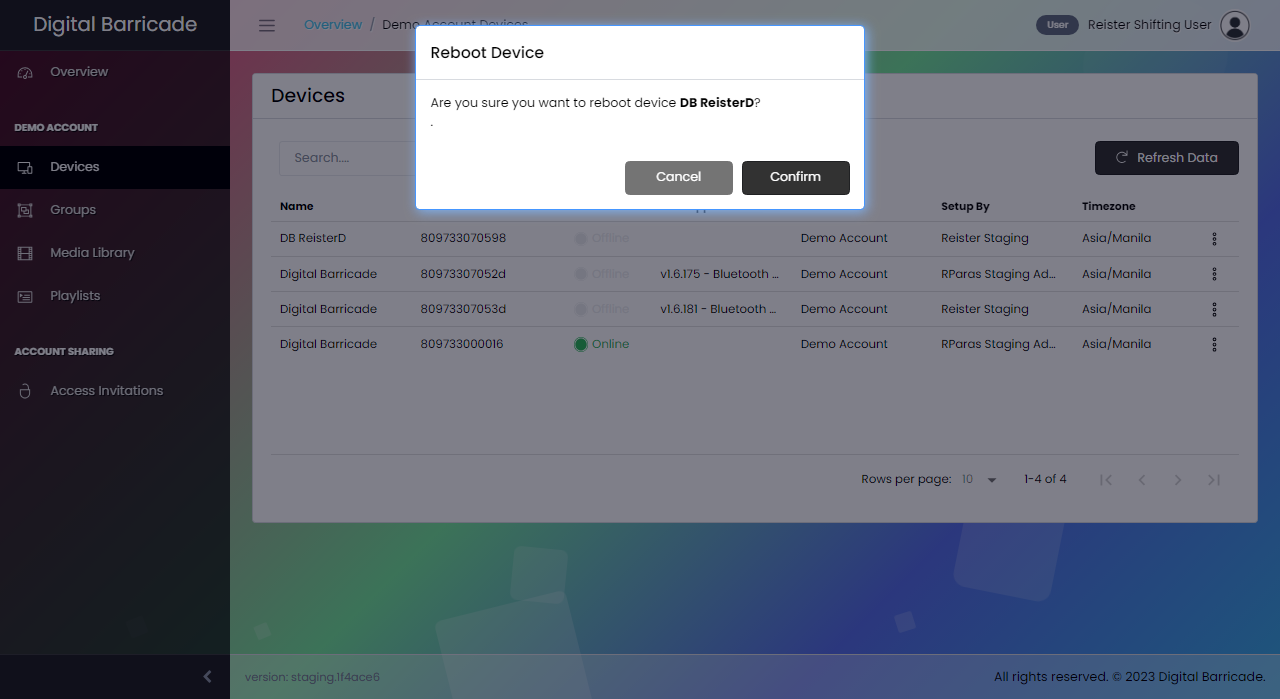 Digital Barricade
Overview / Demo Account Devices
User Reister Shifting User
Overview
DEMO ACCOUNT
Devices
Groups
Media Library
Playlists
ACCOUNT SHARING
Access Invitations
Reboot Device
Are you sure you want to reboot device DB ReisterD?
.
Cancel Confirm
Devices
Search.... Refresh Data
Name Setup By Timezone
DB ReisterD 809733070598 Offline Demo Account Reister Staging Asia/Manila
Digital Barricade 80973307052d Offline v1.6.175 - Bluetooth ... Demo Account RParas Staging Ad... Asia/Manila
Digital Barricade 80973307053d Offline v1.6.181 - Bluetooth ... Demo Account Reister Staging Asia/Manila
Digital Barricade 809733000016 Online Demo Account RParas Staging Ad... Asia/Manila
Rows per page: 10 1-4 of 4
version: staging.1f4ace6
All rights reserved. © 2023 Digital Barricade.